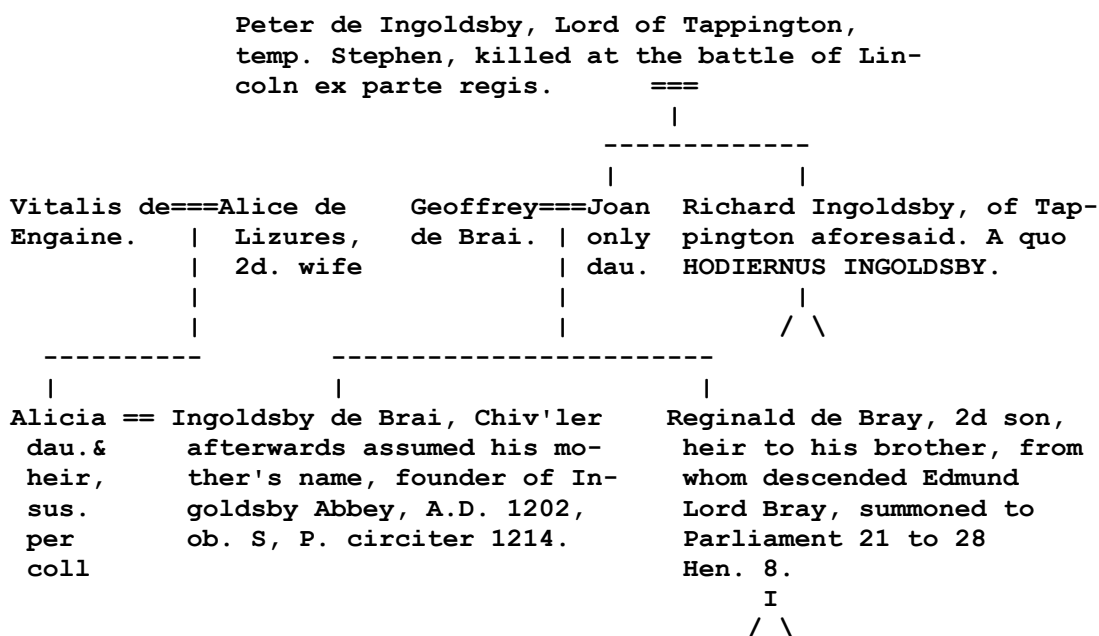 Peter de Ingoldsby, Lord of Tappington,
temp. Stephen, killed at the battle of Lin-
coln ex parte regis. ===
|
-------------
| |
Vitalis de===Alice de Geoffrey===Joan Richard Ingoldsby, of Tap-
Engaine. | Lizures, de Brai. | only pington aforesaid. A quo
| 2d. wife | dau. HODIERNUS INGOLDSBY.
| | |
| | / \
---------- ------------------------
| | |
Alicia == Ingoldsby de Brai, Chiv'ler Reginald de Bray, 2d son,
dau.& afterwards assumed his mo- heir to his brother, from
heir, ther's name, founder of In- whom descended Edmund
sus. goldsby Abbey, A.D. 1202, Lord Bray, summoned to
per ob. S, P. circiter 1214. Parliament 21 to 28
coll Hen. 8.
I
/ \